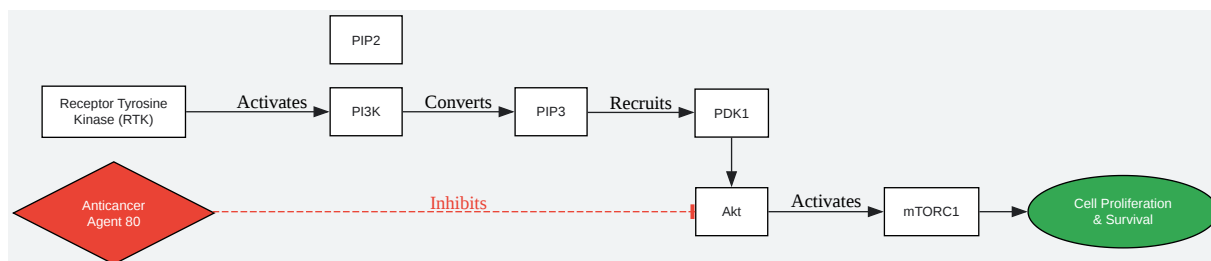 PIP2
Receptor Tyrosine
Kinase (RTK)
Activates
PI3K
Converts
PIP3
Recruits
PDK1
Anticancer
Agent 80
Inhibits
Akt
Activates
mTORC1
Cell Proliferation
& Survival